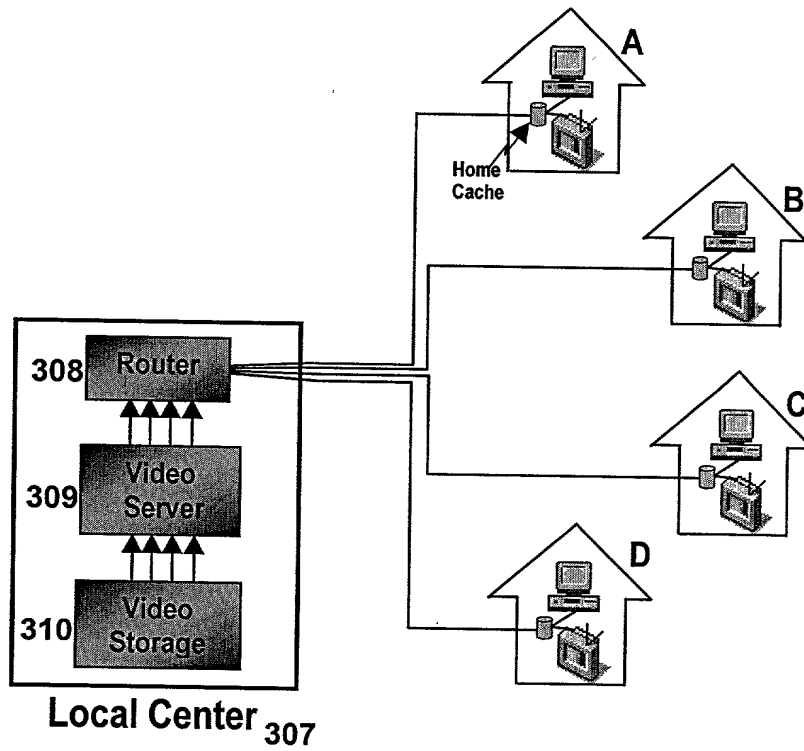 A
Home
Cache
B
308
Router
C
309
Video
Server
D
310
Video
Storage
Local Center 307